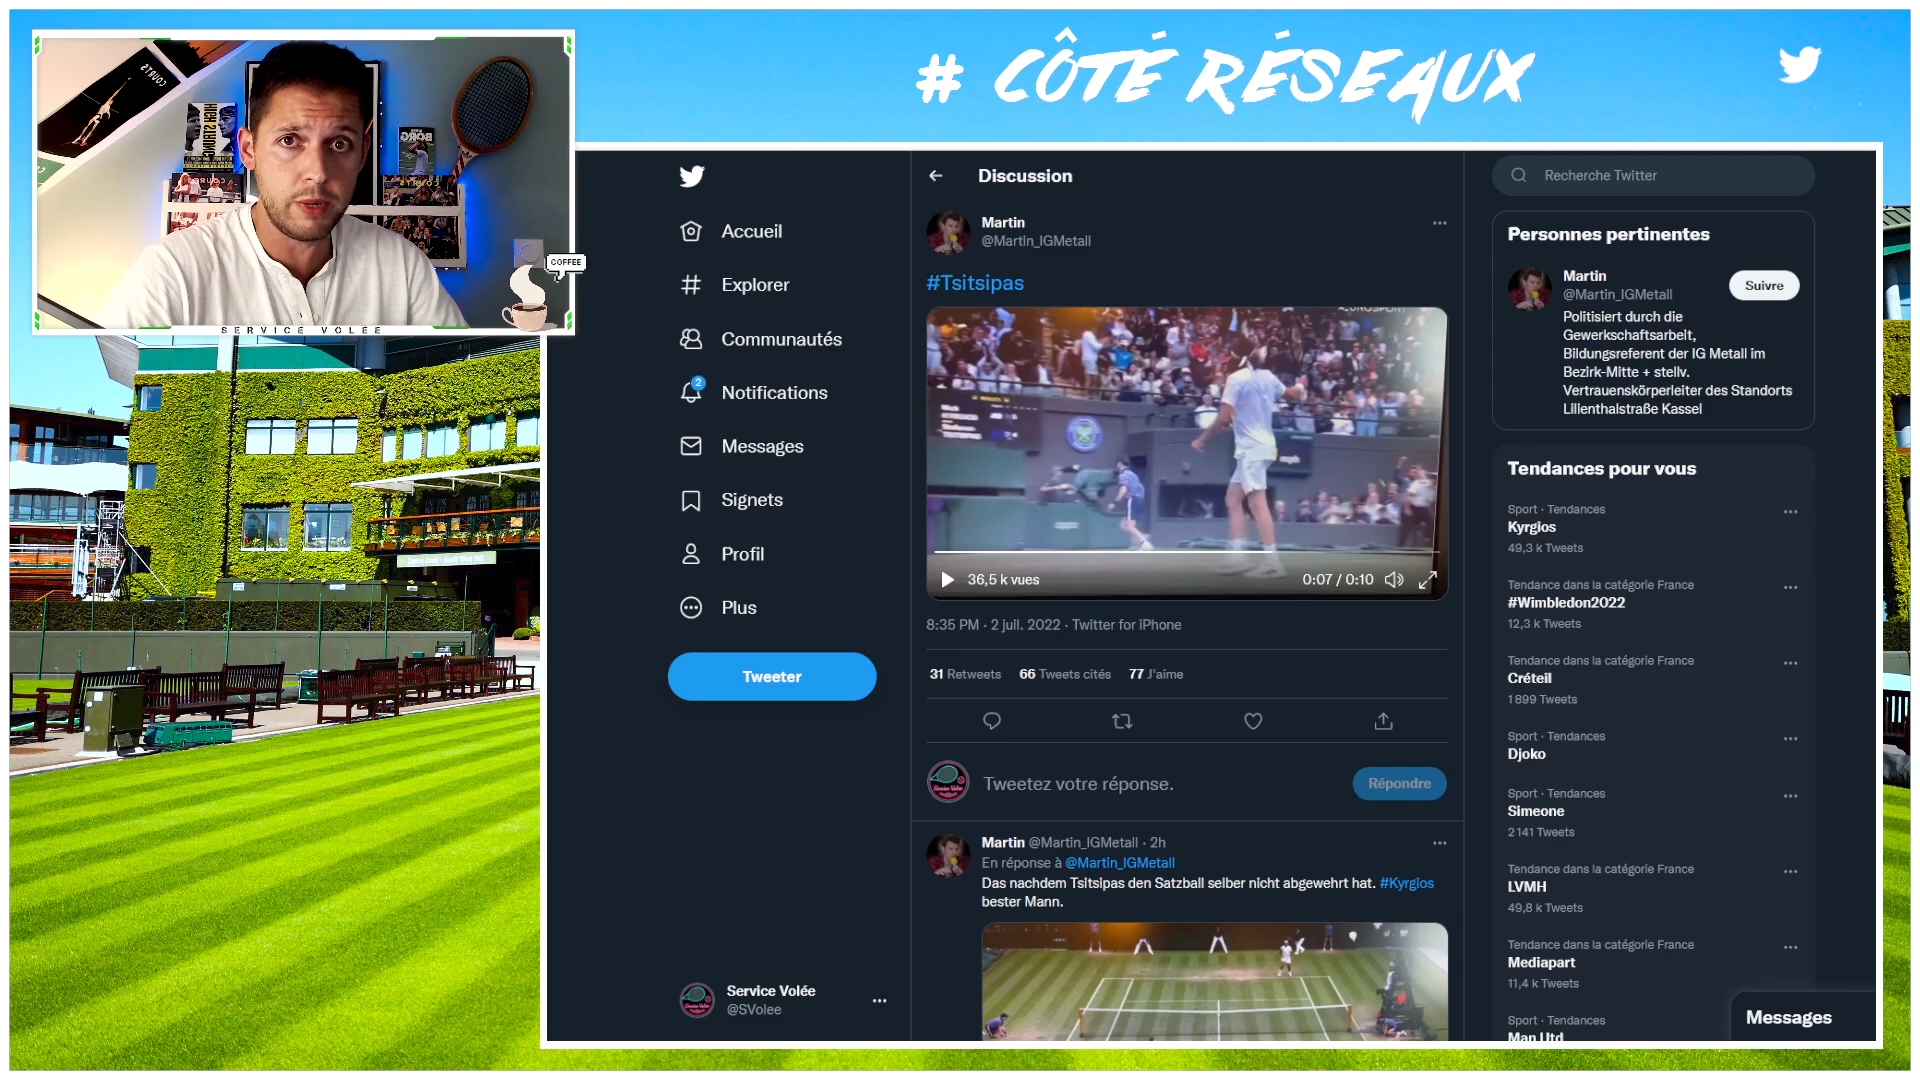 # CÔTÉ RÉSEAUX
COURTS
BORG
COURTS
COFFEE
SERVICE VOLÉE
Accueil
Explorer
Communautés
2
Notifications
Messages
Signets
Profil
Plus
Tweeter
Service Volée
@SVolee
Discussion
Martin
@Martin_IGMetall
#Tsitsipas
EUROSPORT
36,5 k vues
0:07 / 0:10
8:35 PM · 2 juil. 2022 · Twitter for iPhone
31 Retweets 66 Tweets cités 77 J'aime
Tweetez votre réponse.
Répondre
Martin @Martin_IGMetall · 2h
En réponse à @Martin_IGMetall
Das nachdem Tsitsipas den Satzball selber nicht abgewehrt hat. #Kyrgios
bester Mann.
Recherche Twitter
Personnes pertinentes
Martin
@Martin_IGMetall
Suivre
Politisiert durch die
Gewerkschaftsarbeit,
Bildungsreferent der IG Metall im
Bezirk-Mitte + stellv.
Vertrauenskörperleiter des Standorts
Lilienthalstraße Kassel
Tendances pour vous
Sport · Tendances
Kyrgios
49,3 k Tweets
Tendance dans la catégorie France
#Wimbledon2022
12,3 k Tweets
Tendance dans la catégorie France
Créteil
1 899 Tweets
Sport · Tendances
Djoko
Sport · Tendances
Simeone
2 141 Tweets
Tendance dans la catégorie France
LVMH
49,8 k Tweets
Tendance dans la catégorie France
Mediapart
11,4 k Tweets
Sport · Tendances
Man Utd
Messages